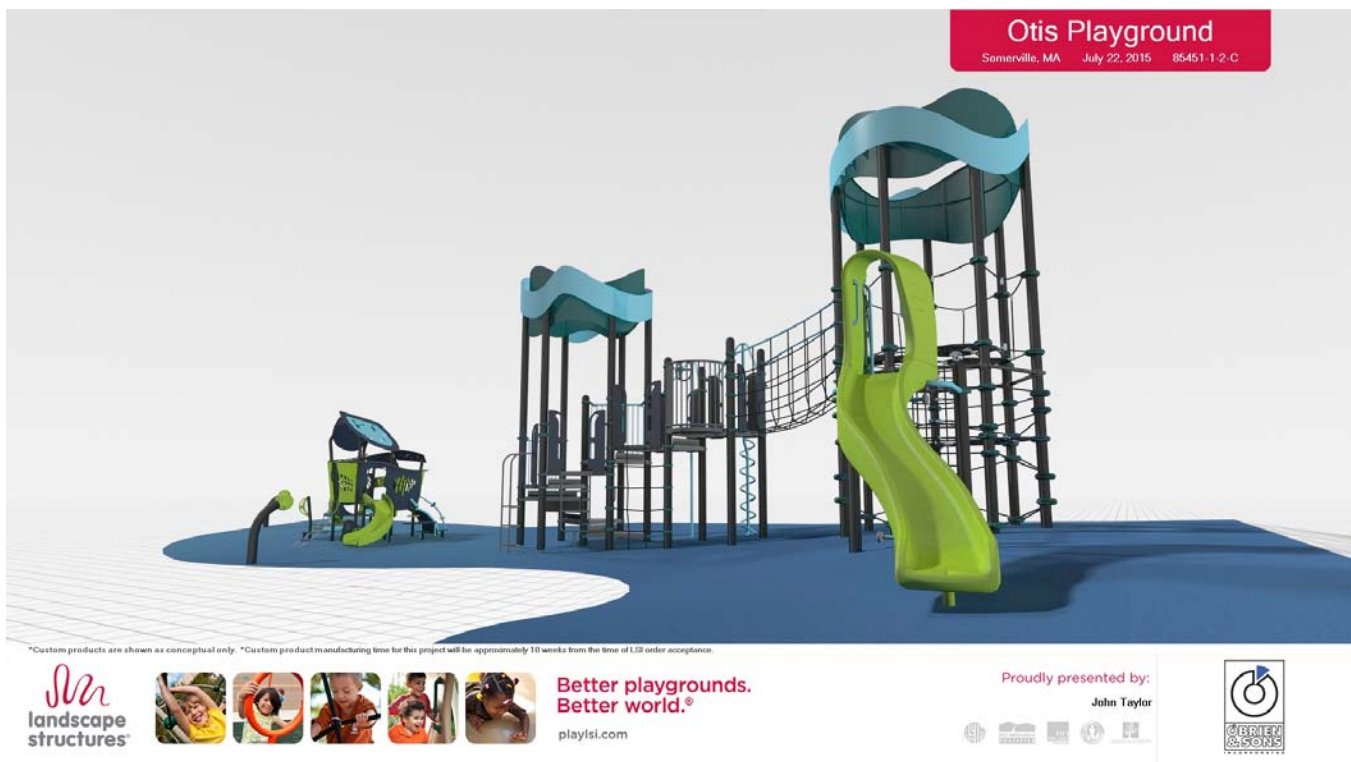 Otis Playground
Somerville, MA July 22, 2015 85451-1-2-C
*Custom products are shown as conceptual only. *Custom product manufacturing time for this project will be approximately 10 weeks from the time of LSI order acceptance.
landscape
structures®
Better playgrounds.
Better world.®
playlsi.com
Proudly presented by:
John Taylor
O'BRIEN
&SONS
INCORPORATED